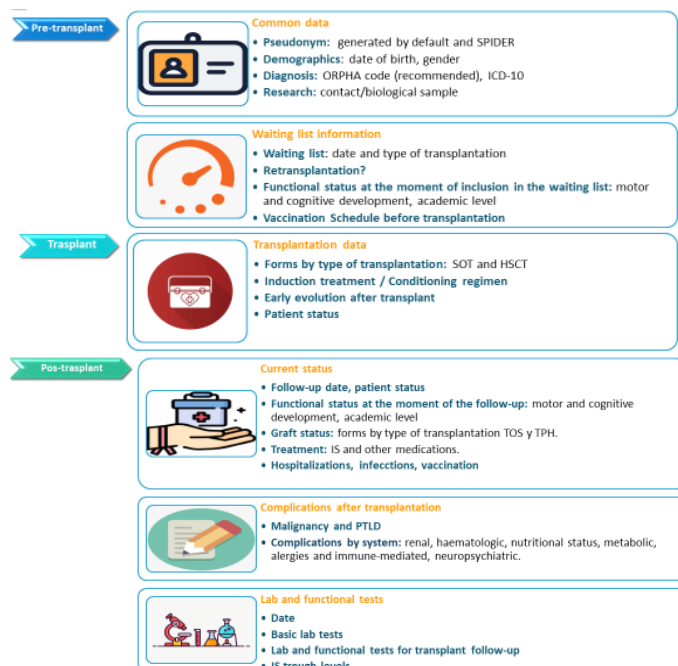 Pre-transplant
Common data
• Pseudonym: generated by default and SPIDER
• Demographics: date of birth, gender
• Diagnosis: ORPHA code (recommended), ICD-10
• Research: contact/biological sample
Waiting list information
• Waiting list: date and type of transplantation
• Retransplantation?
• Functional status at the moment of inclusion in the waiting list: motor
and cognitive development, academic level
• Vaccination Schedule before transplantation
Trasplant
Transplantation data
• Forms by type of transplantation: SOT and HSCT
• Induction treatment / Conditioning regimen
• Early evolution after transplant
• Patient status
Pos-trasplant
Current status
• Follow-up date, patient status
• Functional status at the moment of the follow-up: motor and cognitive
development, academic level
• Graft status: forms by type of transplantation TOS y TPH.
• Treatment: IS and other medications.
• Hospitalizations, infecctions, vaccination
Complications after transplantation
• Malignancy and PTLD
• Complications by system: renal, haematologic, nutritional status, metabolic,
alergies and immune-mediated, neuropsychiatric.
Lab and functional tests
• Date
• Basic lab tests
• Lab and functional tests for transplant follow-up
• IS trough levels